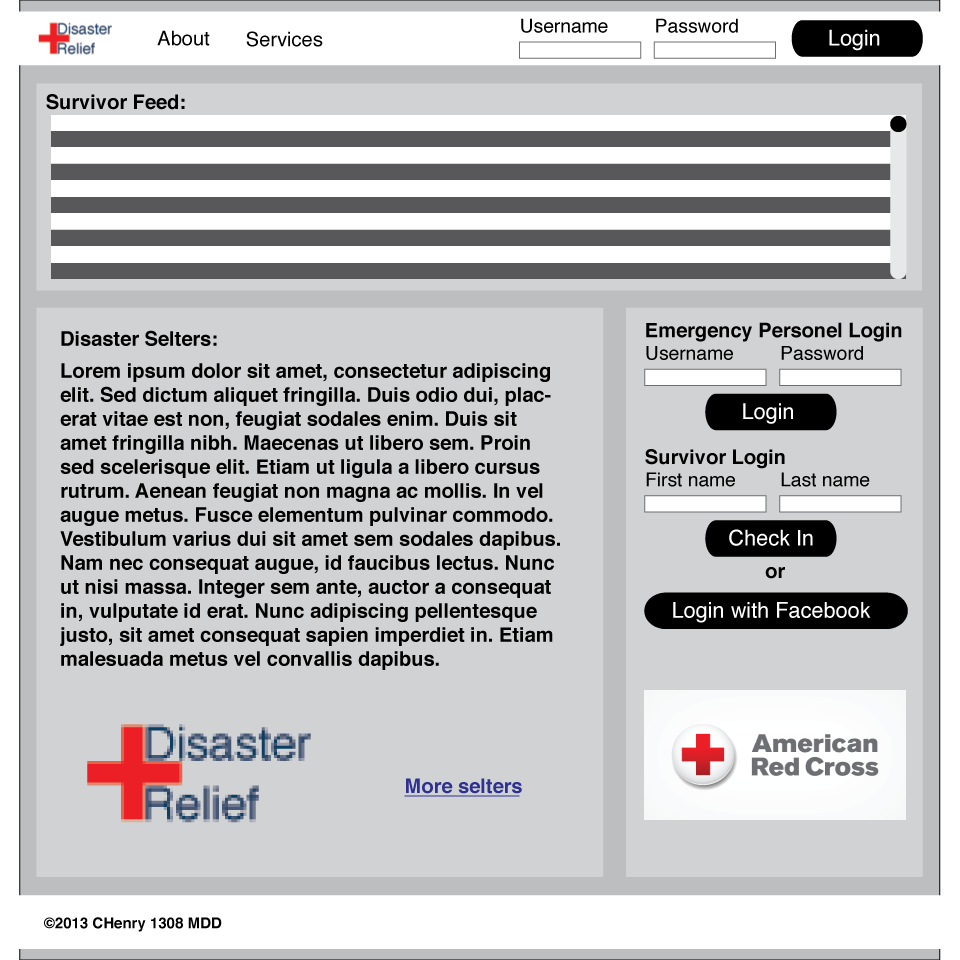 Disaster
Relief
About
Services
Username
Password
Login
Survivor Feed:
Disaster Selters:
Lorem ipsum dolor sit amet, consectetur adipiscing
elit. Sed dictum aliquet fringilla. Duis odio dui, plac-
erat vitae est non, feugiat sodales enim. Duis sit
amet fringilla nibh. Maecenas ut libero sem. Proin
sed scelerisque elit. Etiam ut ligula a libero cursus
rutrum. Aenean feugiat non magna ac mollis. In vel
augue metus. Fusce elementum pulvinar commodo.
Vestibulum varius dui sit amet sem sodales dapibus.
Nam nec consequat augue, id faucibus lectus. Nunc
ut nisi massa. Integer sem ante, auctor a consequat
in, vulputate id erat. Nunc adipiscing pellentesque
justo, sit amet consequat sapien imperdiet in. Etiam
malesuada metus vel convallis dapibus.
Disaster
Relief
More selters
Emergency Personel Login
Username
Password
Login
Survivor Login
First name
Last name
Check In
or
Login with Facebook
American
Red Cross
©2013 CHenry 1308 MDD